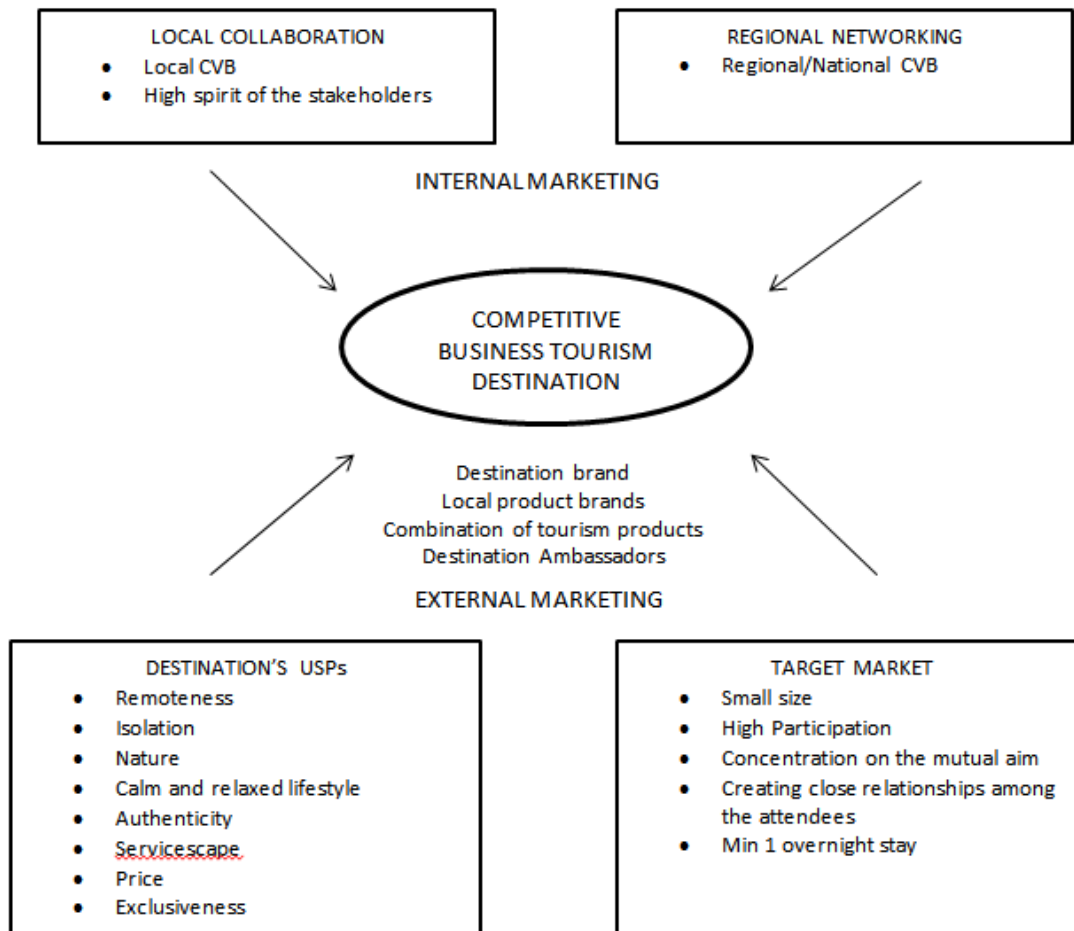 LOCAL COLLABORATION
• Local CVB
• High spirit of the stakeholders
REGIONAL NETWORKING
• Regional/National CVB
INTERNAL MARKETING
COMPETITIVE
BUSINESS TOURISM
DESTINATION
Destination brand
Local product brands
Combination of tourism products
Destination Ambassadors
EXTERNAL MARKETING
DESTINATION'S USPs
• Remoteness
• Isolation
• Nature
• Calm and relaxed lifestyle
• Authenticity
• Servicescape
• Price
• Exclusiveness
TARGET MARKET
• Small size
• High Participation
• Concentration on the mutual aim
• Creating close relationships among
the attendees
• Min 1 overnight stay